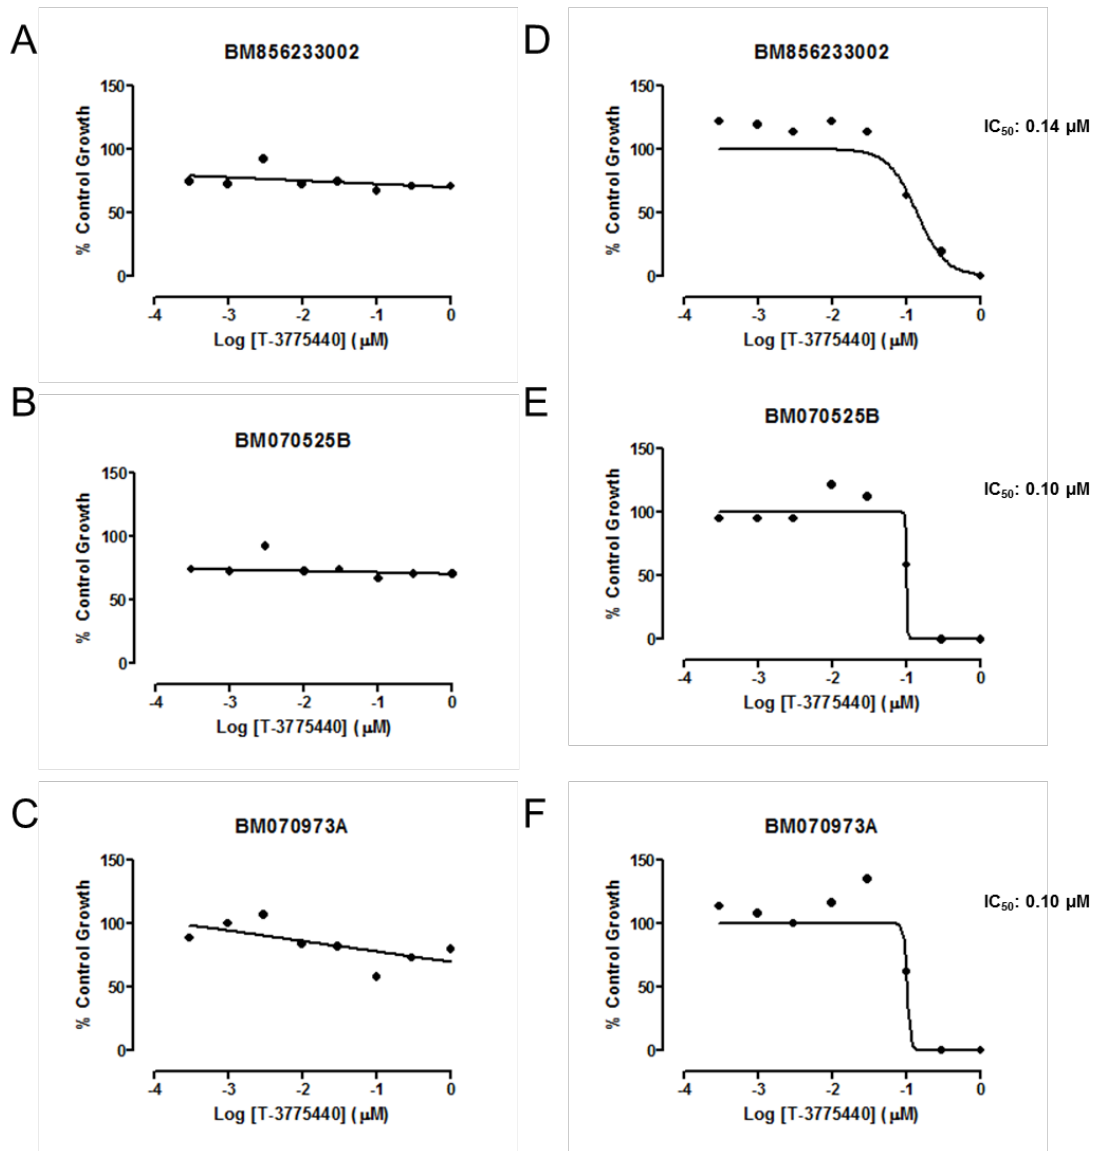 A
BM856233002
150
100
50
0
% Control Growth
-4 -3 -2 -1 0
Log [T-3775440] (μM)
D
BM856233002
150
100
50
0
% Control Growth
-4 -3 -2 -1 0
Log [T-3775440] (μM)
IC₅₀: 0.14 μM
B
BM070525B
150
100
50
0
% Control Growth
-4 -3 -2 -1 0
Log [T-3775440] (μM)
E
BM070525B
150
100
50
0
% Control Growth
-4 -3 -2 -1 0
Log [T-3775440] (μM)
IC₅₀: 0.10 μM
C
BM070973A
150
100
50
0
% Control Growth
-4 -3 -2 -1 0
Log [T-3775440] (μM)
F
BM070973A
150
100
50
0
% Control Growth
-4 -3 -2 -1 0
Log [T-3775440] (μM)
IC₅₀: 0.10 μM